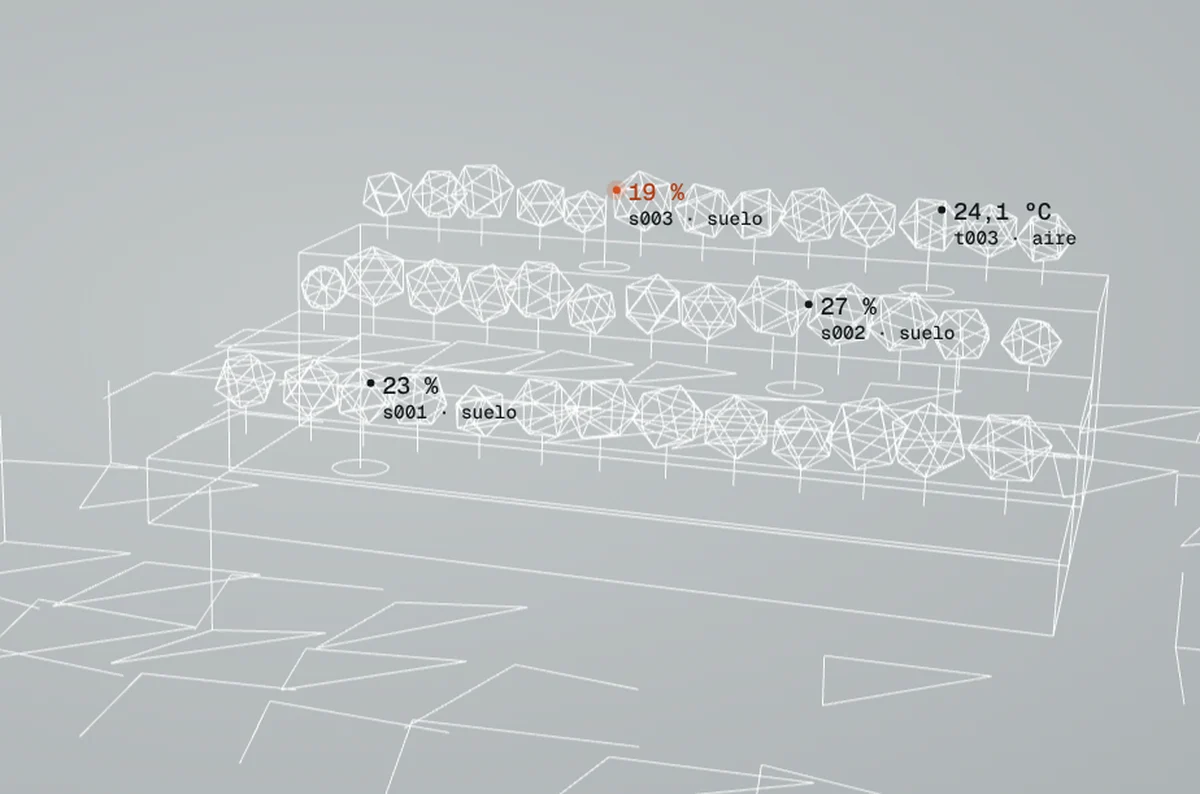 19 %
s003 · suelo
24,1 ºC
t003 · aire
27 %
s002 · suelo
23 %
s001 · suelo